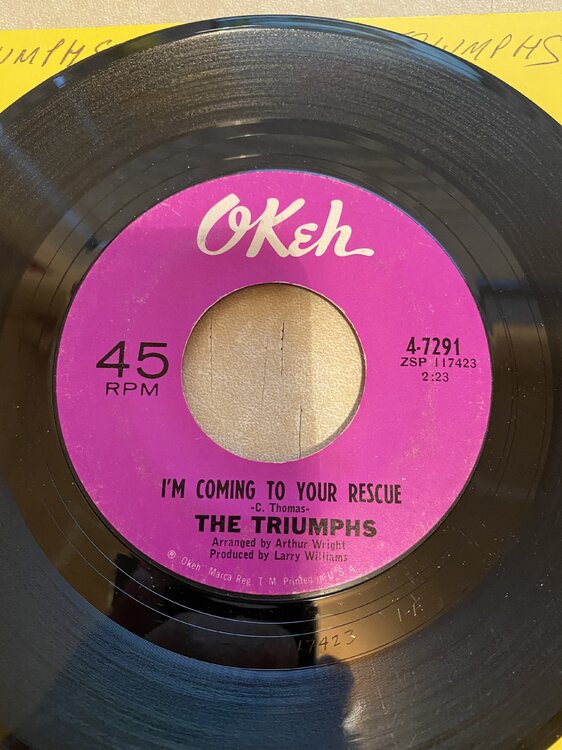 UMPHS TRIUMPHS
OKeh
45
RPM
4-7291
ZSP 117423
2:23
I'M COMING TO YOUR RESCUE
-C. Thomas-
THE TRIUMPHS
Arranged by Arthur Wright
Produced by Larry Williams
® "Okeh" Marca Reg. T M Printed in U S A
17423